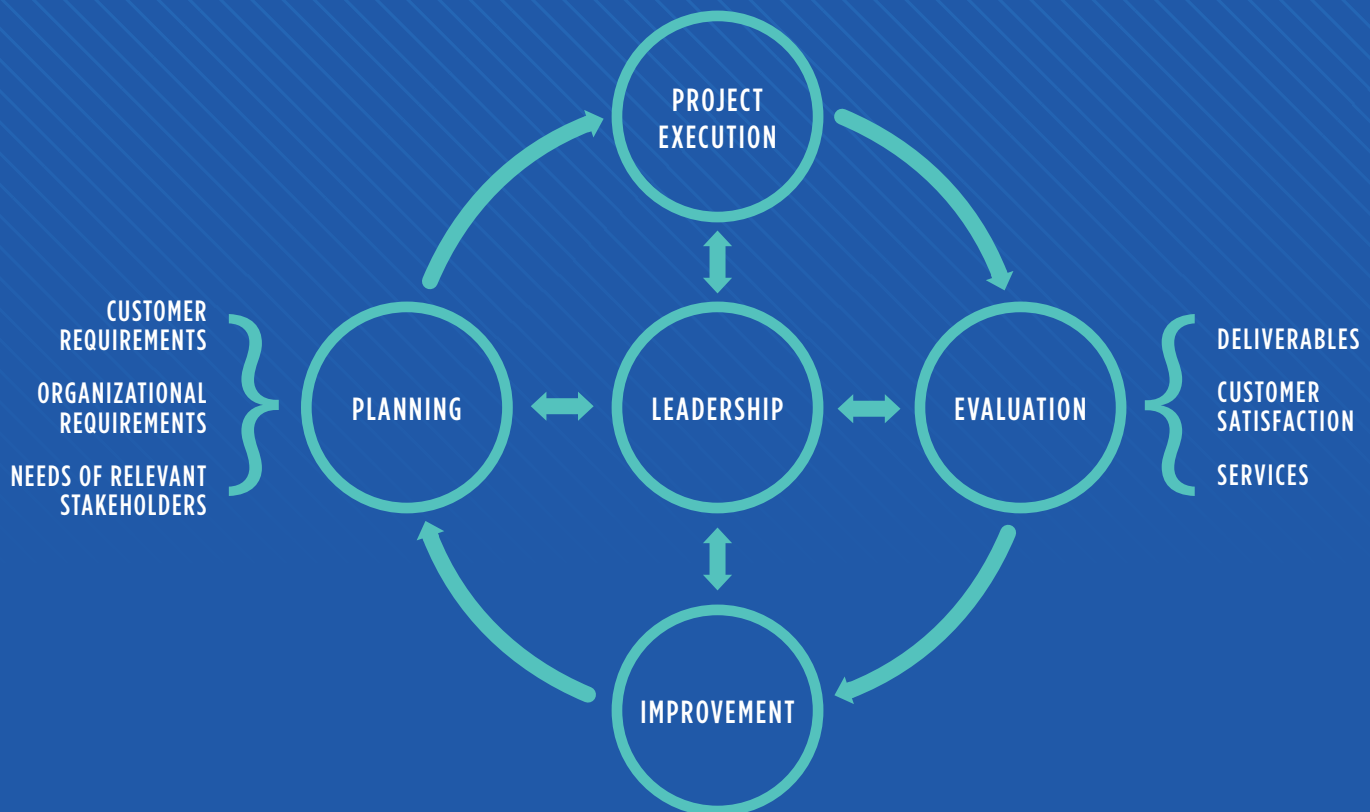 PROJECT
EXECUTION
CUSTOMER
REQUIREMENTS
ORGANIZATIONAL
REQUIREMENTS
NEEDS OF RELEVANT
STAKEHOLDERS
PLANNING
LEADERSHIP
EVALUATION
DELIVERABLES
CUSTOMER
SATISFACTION
SERVICES
IMPROVEMENT